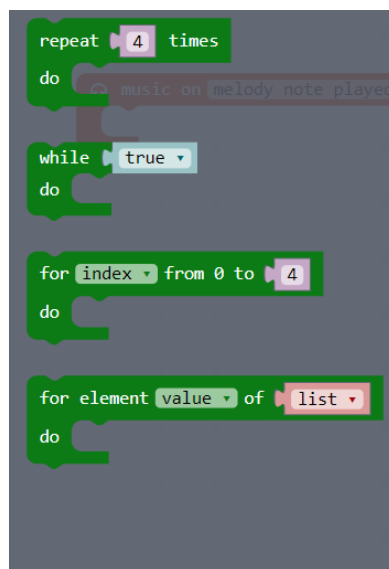 repeat 4 times
do
music on melody note played
while true
do
for index from 0 to 4
do
for element value of list
do